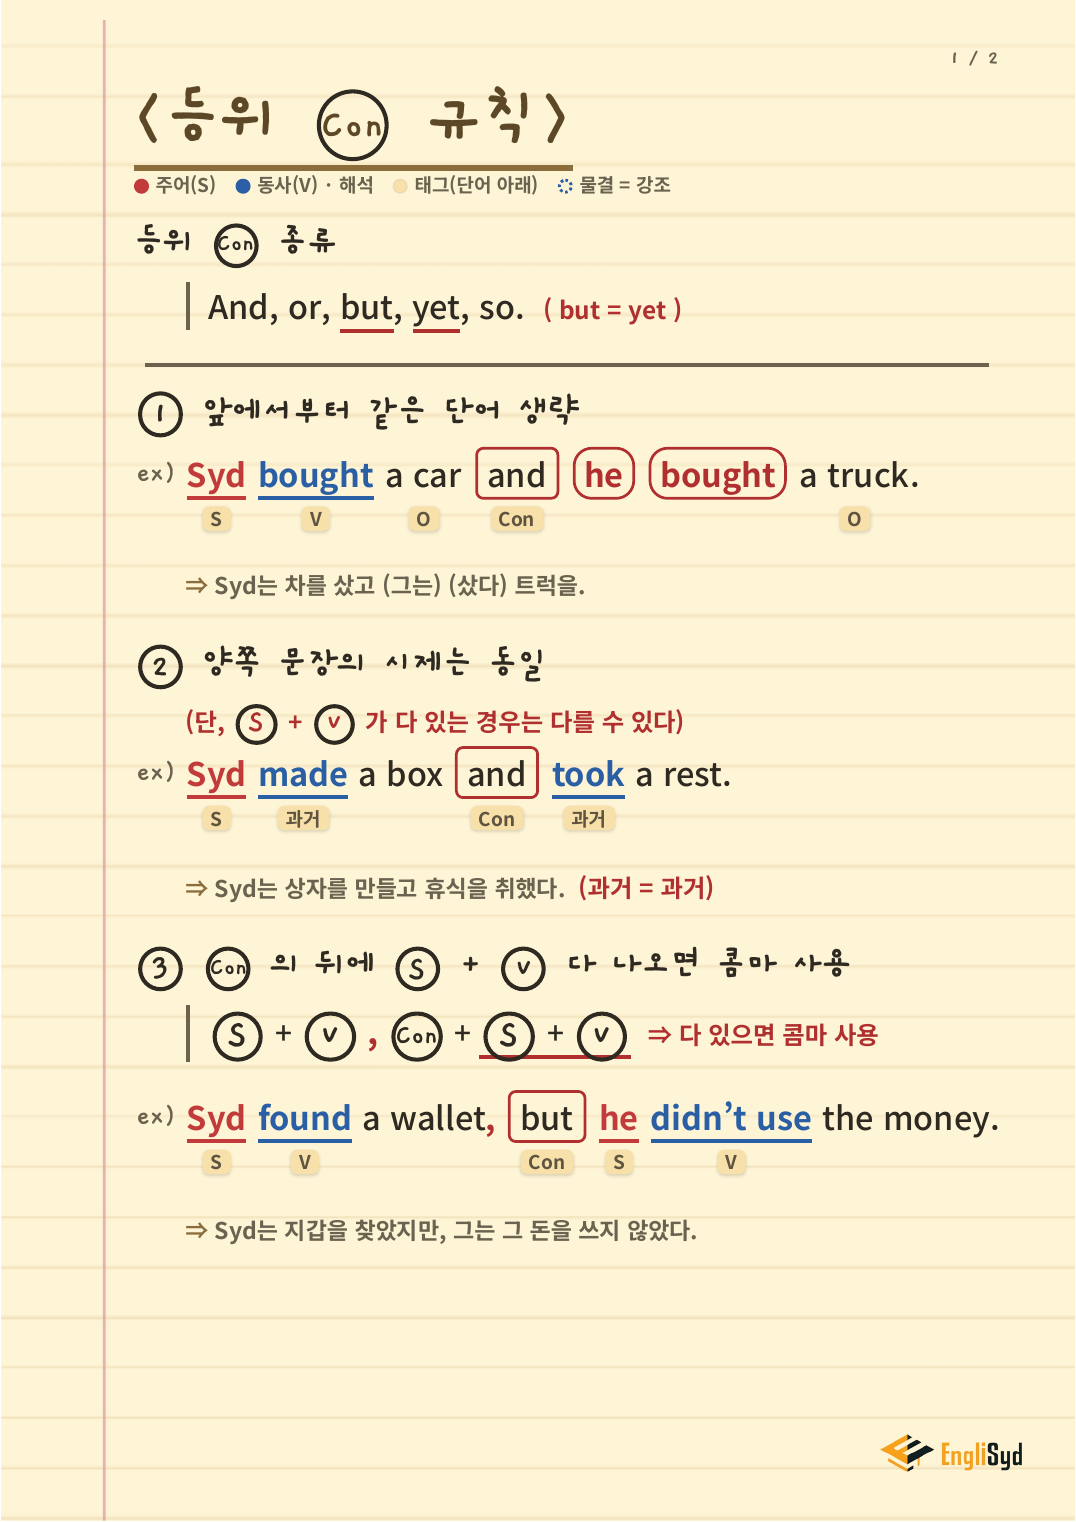 1 / 2
<등위 Con 규칙>
주어(S) 동사(V) · 해석 태그(단어 아래) 물결 = 강조
등위 Con 종류
And, or, but, yet, so. ( but = yet )
1 앞에서부터 같은 단어 생략
ex) Syd bought a car and he bought a truck.
S V O Con O
⇒ Syd는 차를 샀고 (그는) (샀다) 트럭을.
2 양쪽 문장의 시제는 동일
(단, S + V 가 다 있는 경우는 다를 수 있다)
ex) Syd made a box and took a rest.
S 과거 Con 과거
⇒ Syd는 상자를 만들고 휴식을 취했다. (과거 = 과거)
3 Con 의 뒤에 S + V 다 나오면 콤마 사용
S + V , Con + S + V ⇒ 다 있으면 콤마 사용
ex) Syd found a wallet, but he didn't use the money.
S V Con S V
⇒ Syd는 지갑을 찾았지만, 그는 그 돈을 쓰지 않았다.
EngliSyd